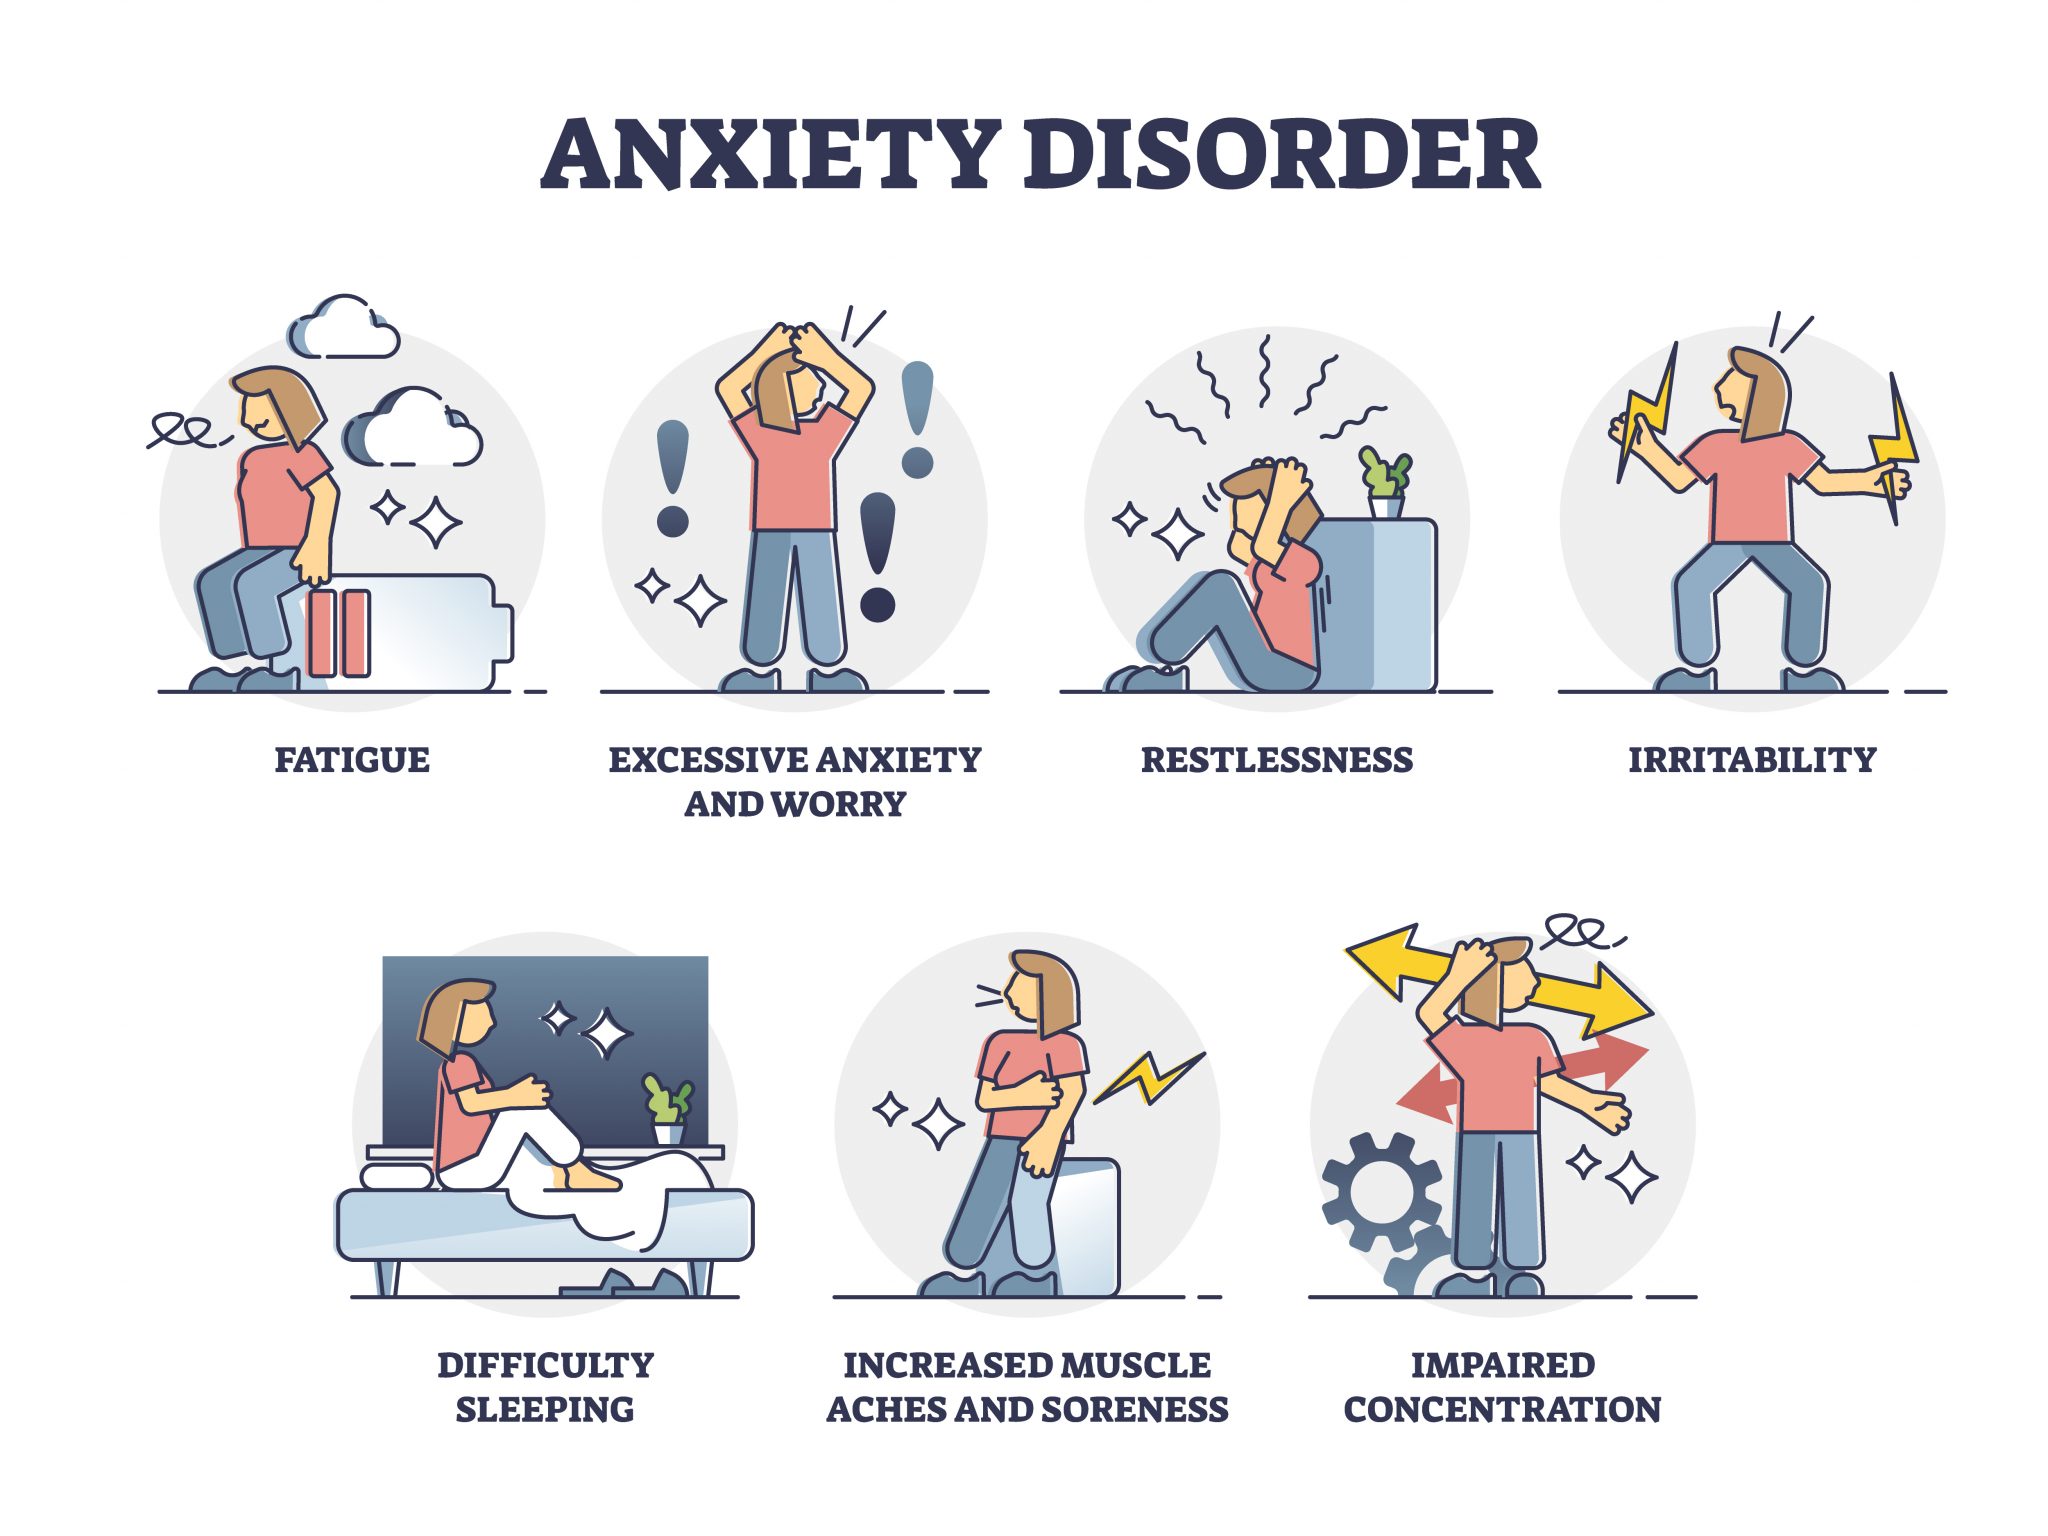 ANXIETY DISORDER
FATIGUE
EXCESSIVE ANXIETY
AND WORRY
RESTLESSNESS
IRRITABILITY
DIFFICULTY
SLEEPING
INCREASED MUSCLE
ACHES AND SORENESS
IMPAIRED
CONCENTRATION